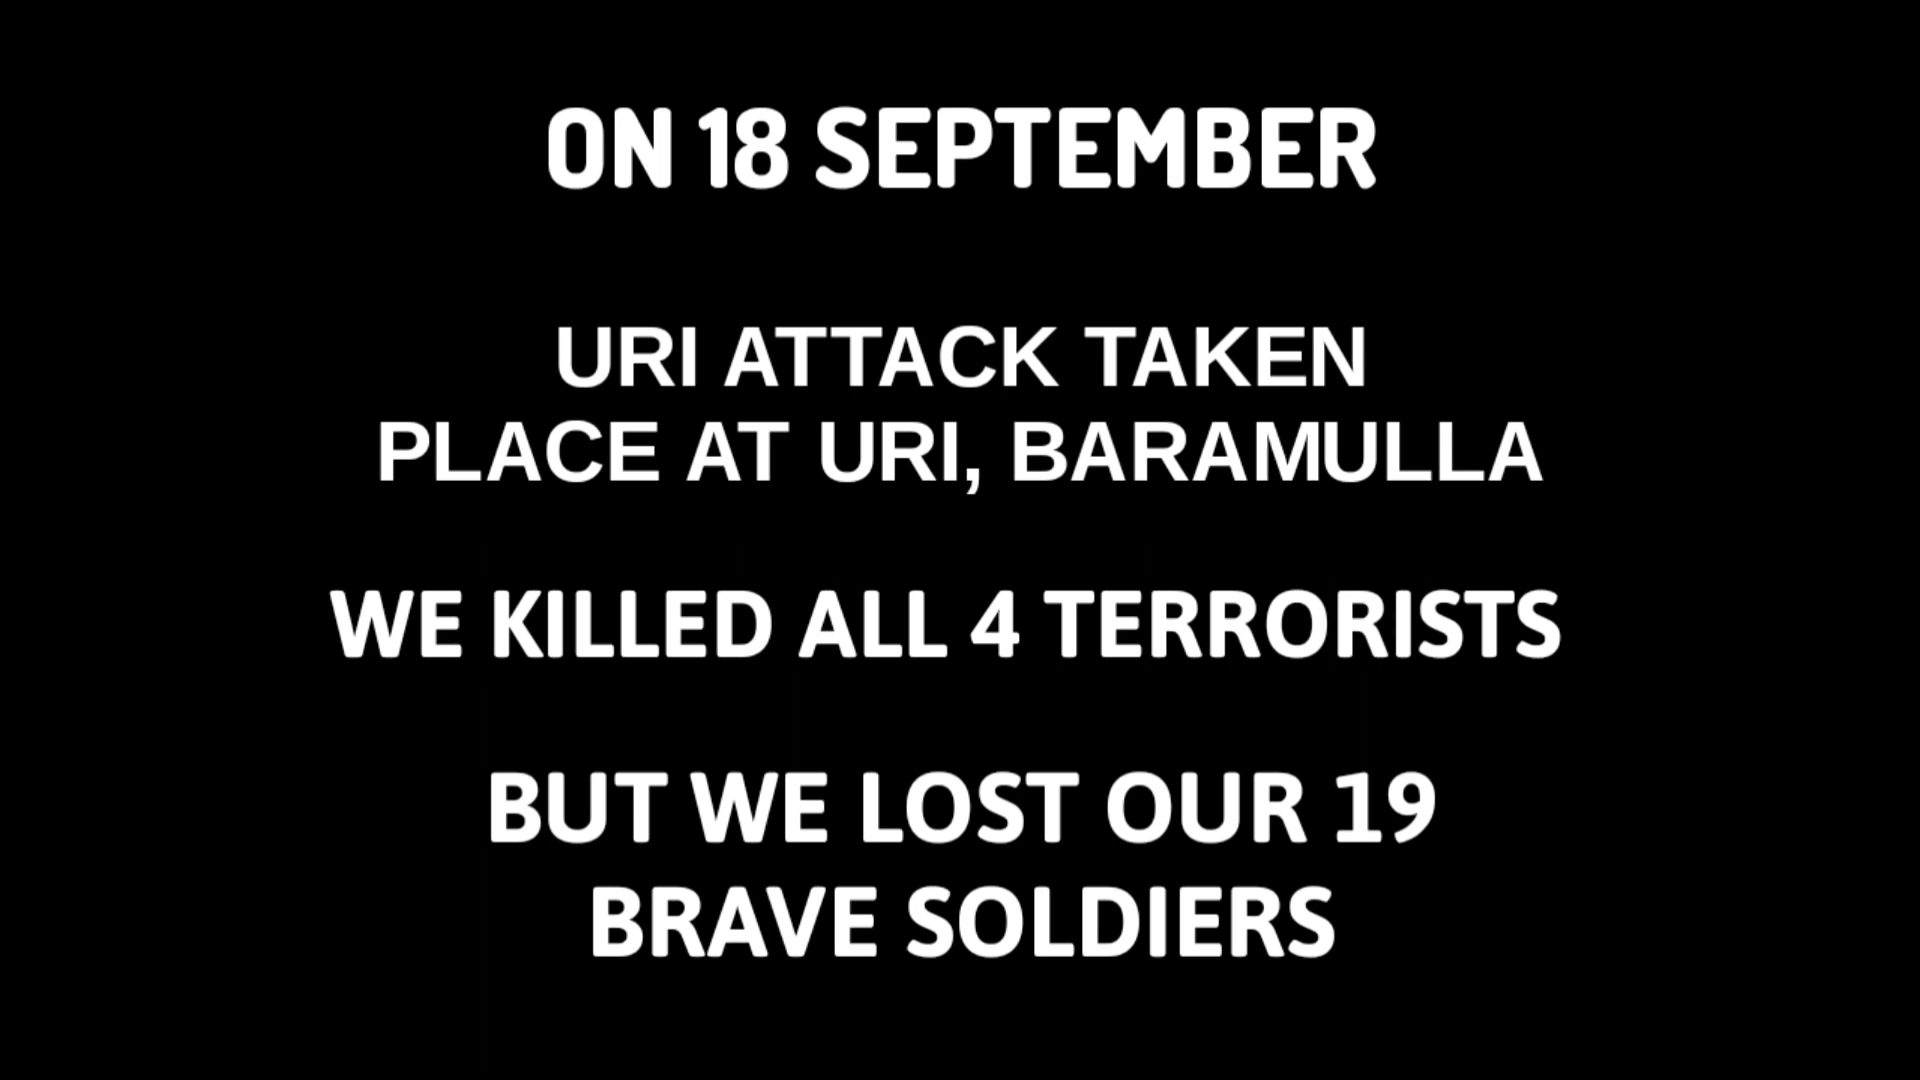 ON 18 SEPTEMBER
URI ATTACK TAKEN
PLACE AT URI, BARAMULLA
WE KILLED ALL 4 TERRORISTS
BUT WE LOST OUR 19
BRAVE SOLDIERS